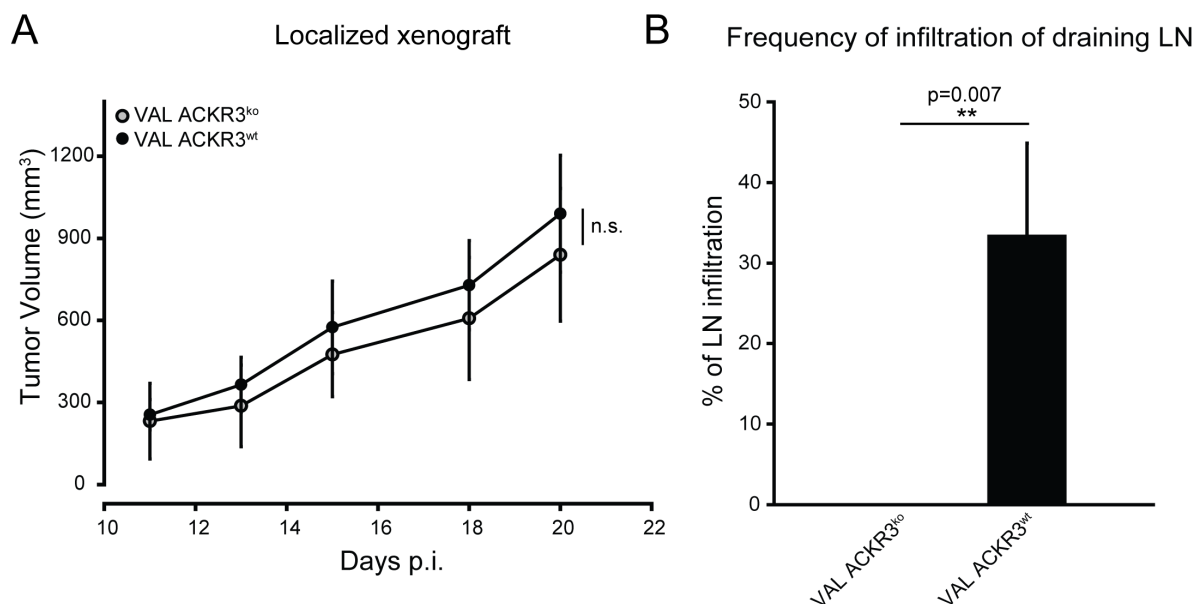 A
Localized xenograft
VAL ACKR3ko
VAL ACKR3wt
Tumor Volume (mm3)
1200
900
600
300
0
n.s.
10 12 14 16 18 20 22
Days p.i.
B
Frequency of infiltration of draining LN
p=0.007
**
% of LN infiltration
50
40
30
20
10
0
VAL ACKR3ko
VAL ACKR3wt